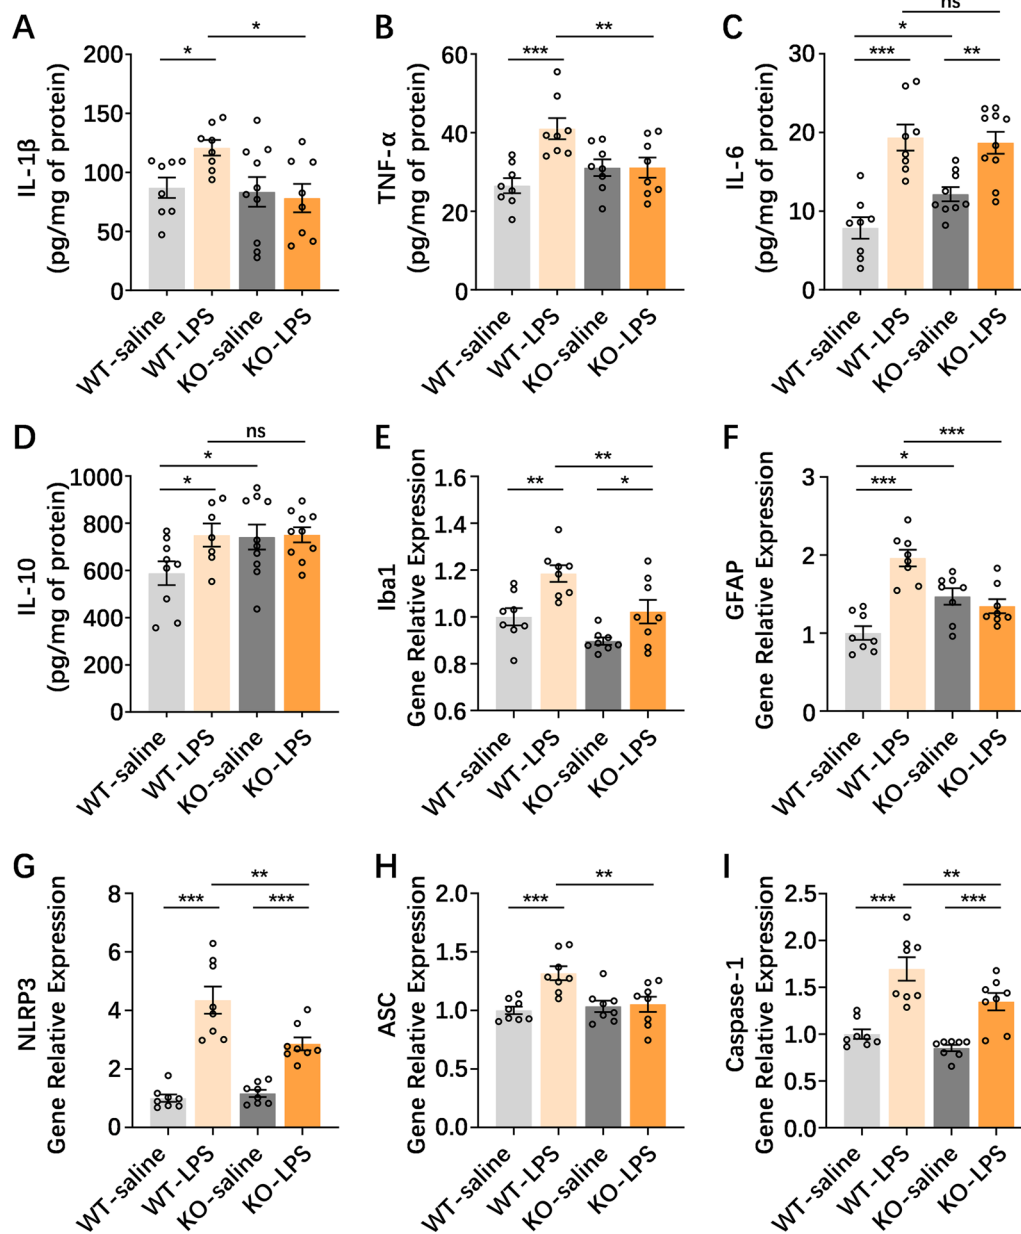 A
IL-1β
(pg/mg of protein)
200
150
100
50
0
*
*
WT-saline
WT-LPS
KO-saline
KO-LPS
B
TNF-α
(pg/mg of protein)
60
40
20
0
***
**
WT-saline
WT-LPS
KO-saline
KO-LPS
C
IL-6
(pg/mg of protein)
30
20
10
0
ns
*
***
**
WT-saline
WT-LPS
KO-saline
KO-LPS
D
IL-10
(pg/mg of protein)
1000
800
600
400
200
0
ns
*
*
WT-saline
WT-LPS
KO-saline
KO-LPS
E
Iba1
Gene Relative Expression
1.6
1.4
1.2
1.0
0.8
0.6
**
**
*
WT-saline
WT-LPS
KO-saline
KO-LPS
F
GFAP
Gene Relative Expression
3
2
1
0
***
*
***
WT-saline
WT-LPS
KO-saline
KO-LPS
G
NLRP3
Gene Relative Expression
8
6
4
2
0
**
***
***
WT-saline
WT-LPS
KO-saline
KO-LPS
H
ASC
Gene Relative Expression
2.0
1.5
1.0
0.5
0.0
**
***
WT-saline
WT-LPS
KO-saline
KO-LPS
I
Caspase-1
Gene Relative Expression
2.5
2.0
1.5
1.0
0.5
0.0
**
***
***
WT-saline
WT-LPS
KO-saline
KO-LPS